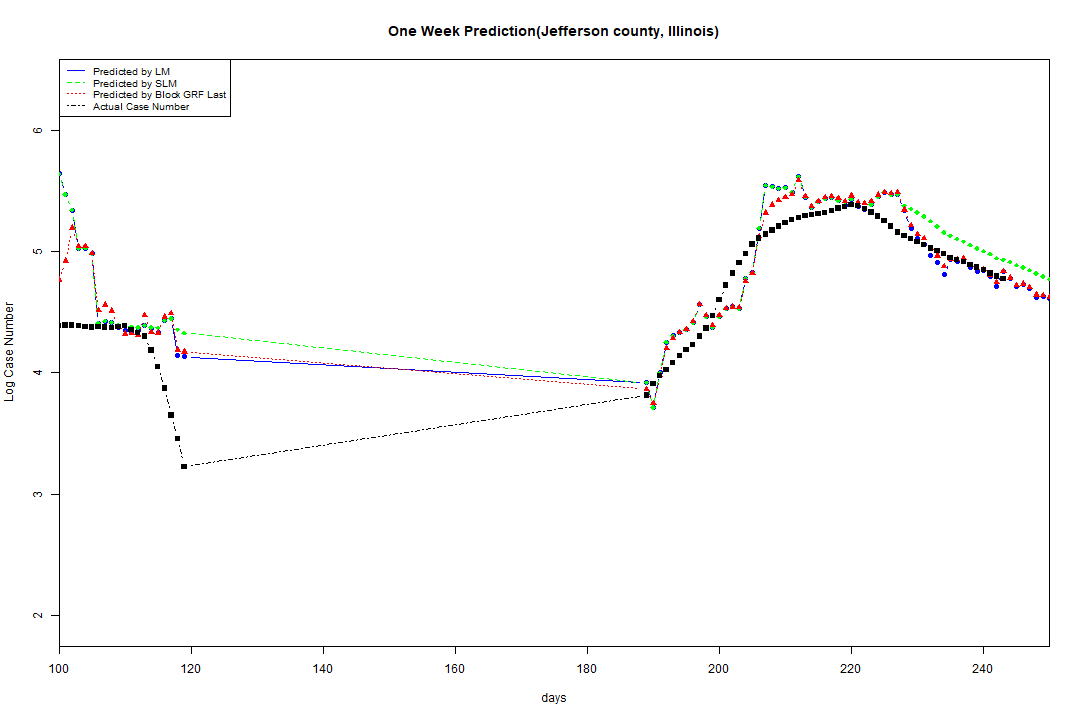 One Week Prediction(Jefferson county, Illinois)
Predicted by LM
Predicted by SLM
Predicted by Block GRF Last
Actual Case Number
Log Case Number
6
5
4
3
2
100 120 140 160 180 200 220 240
days